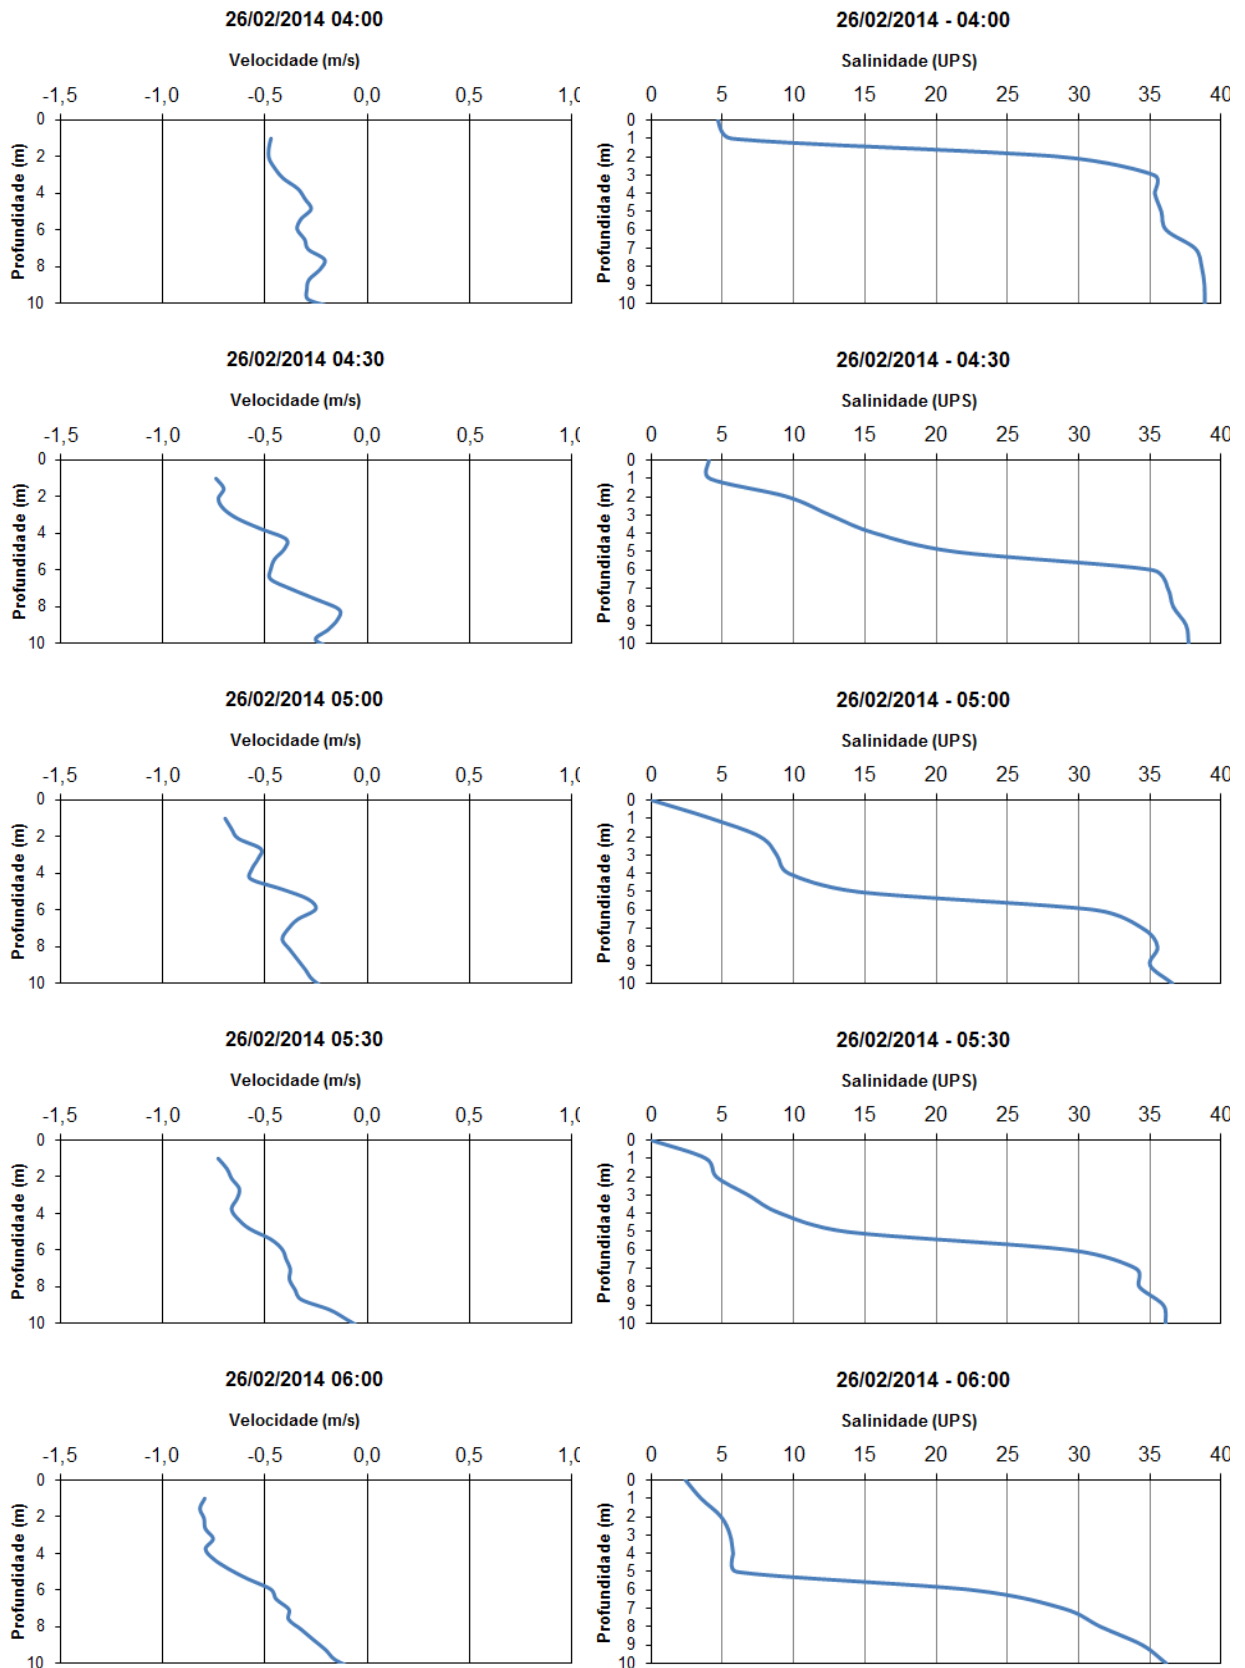 26/02/2014 04:00
Velocidade (m/s)
-1,5 -1,0 -0,5 0,0 0,5 1,0
Profundidade (m)
0
2
4
6
8
10
26/02/2014 - 04:00
Salinidade (UPS)
0 5 10 15 20 25 30 35 40
Profundidade (m)
0
1
2
3
4
5
6
7
8
9
10
26/02/2014 04:30
Velocidade (m/s)
-1,5 -1,0 -0,5 0,0 0,5 1,0
Profundidade (m)
0
2
4
6
8
10
26/02/2014 - 04:30
Salinidade (UPS)
0 5 10 15 20 25 30 35 40
Profundidade (m)
0
1
2
3
4
5
6
7
8
9
10
26/02/2014 05:00
Velocidade (m/s)
-1,5 -1,0 -0,5 0,0 0,5 1,0
Profundidade (m)
0
2
4
6
8
10
26/02/2014 - 05:00
Salinidade (UPS)
0 5 10 15 20 25 30 35 40
Profundidade (m)
0
1
2
3
4
5
6
7
8
9
10
26/02/2014 05:30
Velocidade (m/s)
-1,5 -1,0 -0,5 0,0 0,5 1,0
Profundidade (m)
0
2
4
6
8
10
26/02/2014 - 05:30
Salinidade (UPS)
0 5 10 15 20 25 30 35 40
Profundidade (m)
0
1
2
3
4
5
6
7
8
9
10
26/02/2014 06:00
Velocidade (m/s)
-1,5 -1,0 -0,5 0,0 0,5 1,0
Profundidade (m)
0
2
4
6
8
10
26/02/2014 - 06:00
Salinidade (UPS)
0 5 10 15 20 25 30 35 40
Profundidade (m)
0
1
2
3
4
5
6
7
8
9
10